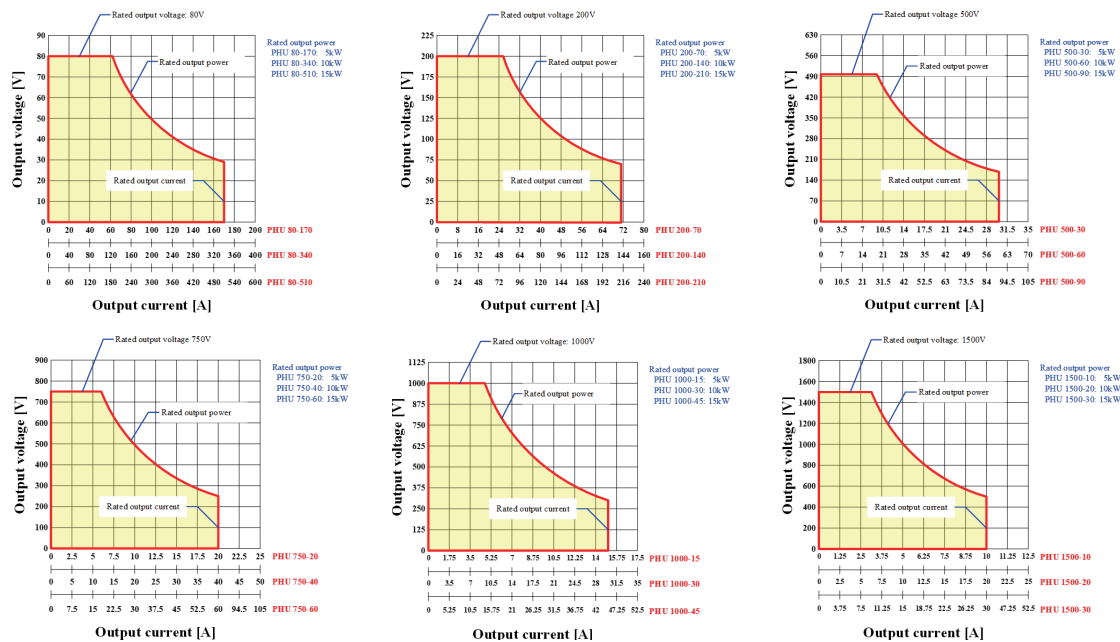 Rated output voltage: 80V
Rated output power
PHU 80-170: 5kW
PHU 80-340: 10kW
PHU 80-510: 15kW
Rated output power
Rated output current
Output voltage [V]
90
80
70
60
50
40
30
20
10
0
0 20 40 60 80 100 120 140 160 180 200 PHU 80-170
0 40 80 120 160 200 240 280 320 360 400 PHU 80-340
0 60 120 180 240 300 360 420 480 540 600 PHU 80-510
Output current [A]
Rated output voltage: 200V
Rated output power
PHU 200-70: 5kW
PHU 200-140: 10kW
PHU 200-210: 15kW
Rated output power
Rated output current
Output voltage [V]
225
200
175
150
125
100
75
50
25
0
0 8 16 24 32 40 48 56 64 72 80 PHU 200-70
0 16 32 48 64 80 96 112 128 144 160 PHU 200-140
0 24 48 72 96 120 144 168 192 216 240 PHU 200-210
Output current [A]
Rated output voltage 500V
Rated output power
PHU 500-30: 5kW
PHU 500-60: 10kW
PHU 500-90: 15kW
Rated output power
Rated output current
Output voltage [V]
630
560
490
420
350
280
210
140
70
0
0 3.5 7 10.5 14 17.5 21 24.5 28 31.5 35 PHU 500-30
0 7 14 21 28 35 42 49 56 63 70 PHU 500-60
0 10.5 21 31.5 42 52.5 63 73.5 84 94.5 105 PHU 500-90
Output current [A]
Rated output voltage 750V
Rated output power
PHU 750-20: 5kW
PHU 750-40: 10kW
PHU 750-60: 15kW
Rated output power
Rated output current
Output voltage [V]
900
800
700
600
500
400
300
200
100
0
0 2.5 5 7.5 10 12.5 15 17.5 20 22.5 25 PHU 750-20
0 5 10 15 20 25 30 35 40 45 50 PHU 750-40
0 7.5 15 22.5 30 37.5 45 52.5 60 94.5 105 PHU 750-60
Output current [A]
Rated output voltage: 1000V
Rated output power
PHU 1000-15: 5kW
PHU 1000-30: 10kW
PHU 1000-45: 15kW
Rated output power
Rated output current
Output voltage [V]
1125
1000
875
750
625
500
375
250
125
0
0 1.75 3.5 5.25 7 8.75 10.5 12.25 14 15.75 17.5 PHU 1000-15
0 3.5 7 10.5 14 17.5 21 24.5 28 31.5 35 PHU 1000-30
0 5.25 10.5 15.75 21 26.25 31.5 36.75 42 47.25 52.5 PHU 1000-45
Output current [A]
Rated output voltage: 1500V
Rated output power
PHU 1500-10: 5kW
PHU 1500-20: 10kW
PHU 1500-30: 15kW
Rated output power
Rated output current
Output voltage [V]
1800
1600
1400
1200
1000
800
600
400
200
0
0 1.25 2.5 3.75 5 6.25 7.5 8.75 10 11.25 12.5 PHU 1500-10
0 2.5 5 7.5 10 12.5 15 17.5 20 22.5 25 PHU 1500-20
0 3.75 7.5 11.25 15 18.75 22.5 26.25 30 47.25 52.5 PHU 1500-30
Output current [A]